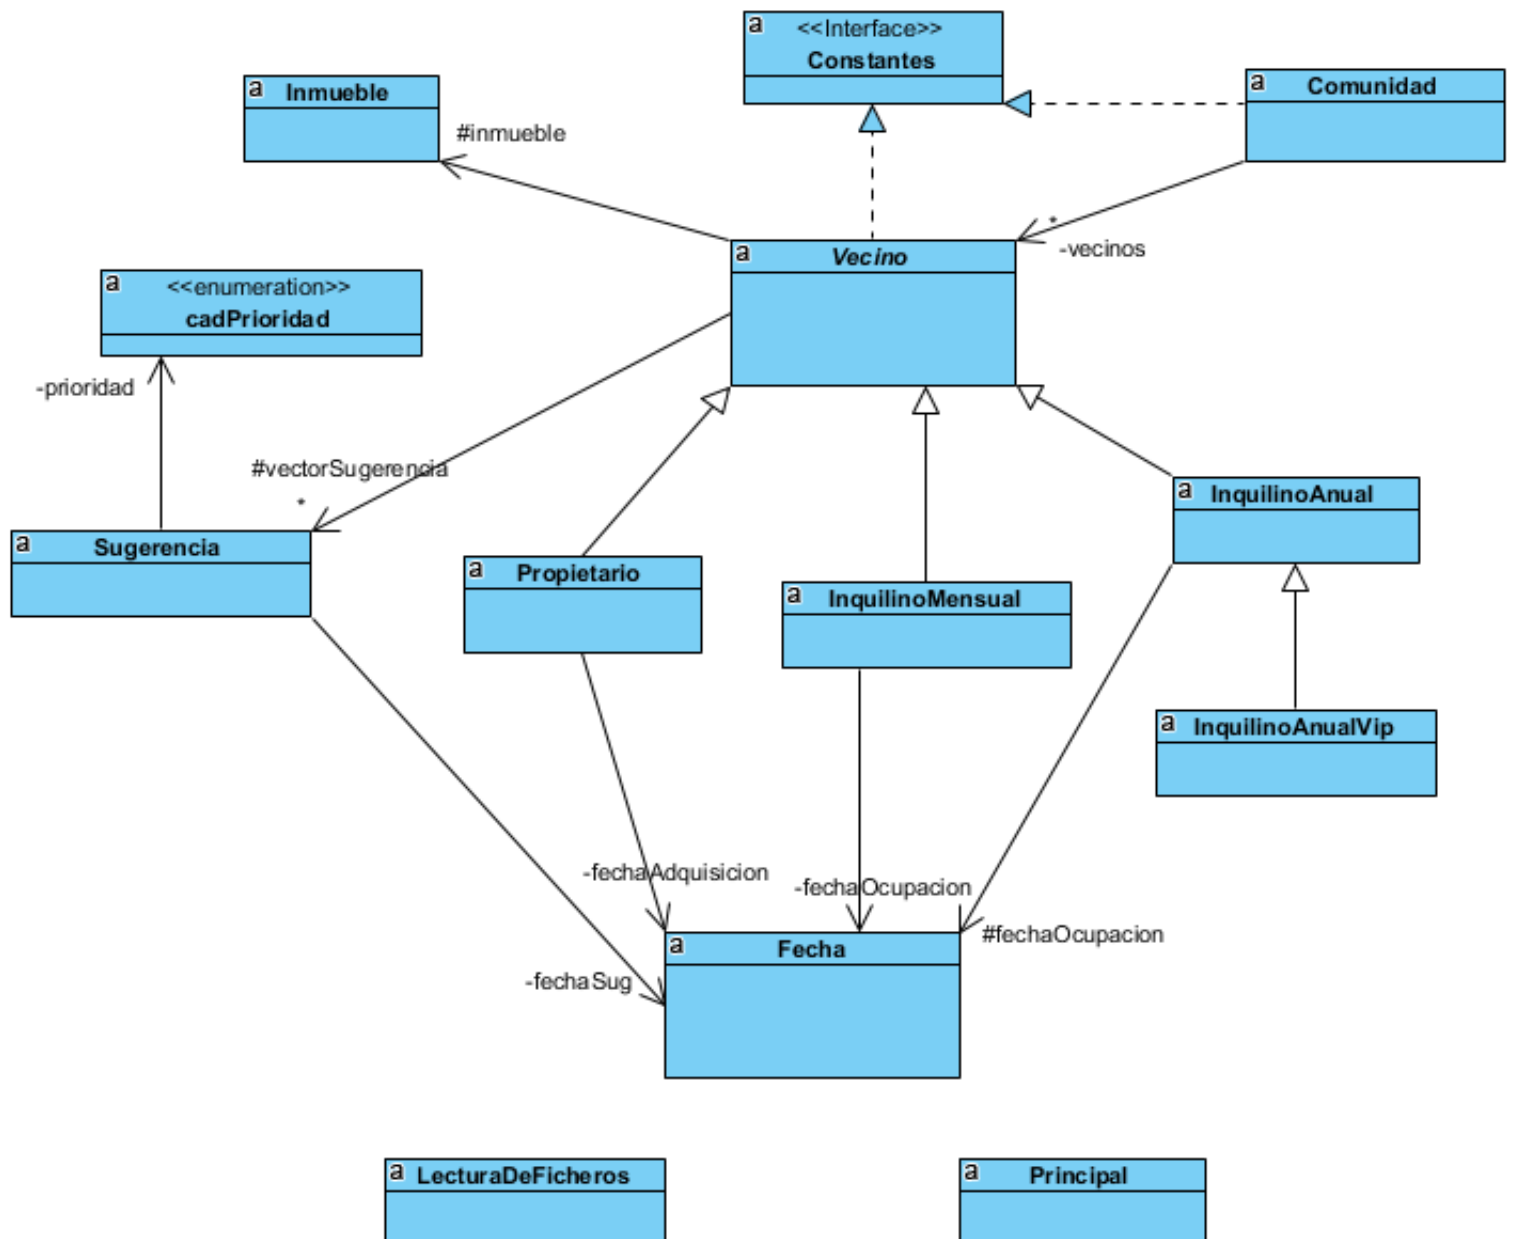 a
<<Interface>>
Constantes
a
Inmueble
a
Comunidad
#inmueble
*
-vecinos
a
Vecino
a
<<enumeration>>
cadPrioridad
-prioridad
#vectorSugerencia
*
a
InquilinoAnual
a
Sugerencia
a
Propietario
a
InquilinoMensual
a
InquilinoAnualVip
-fechaAdquisicion
-fechaOcupacion
#fechaOcupacion
a
Fecha
-fechaSug
a
LecturaDeFicheros
a
Principal